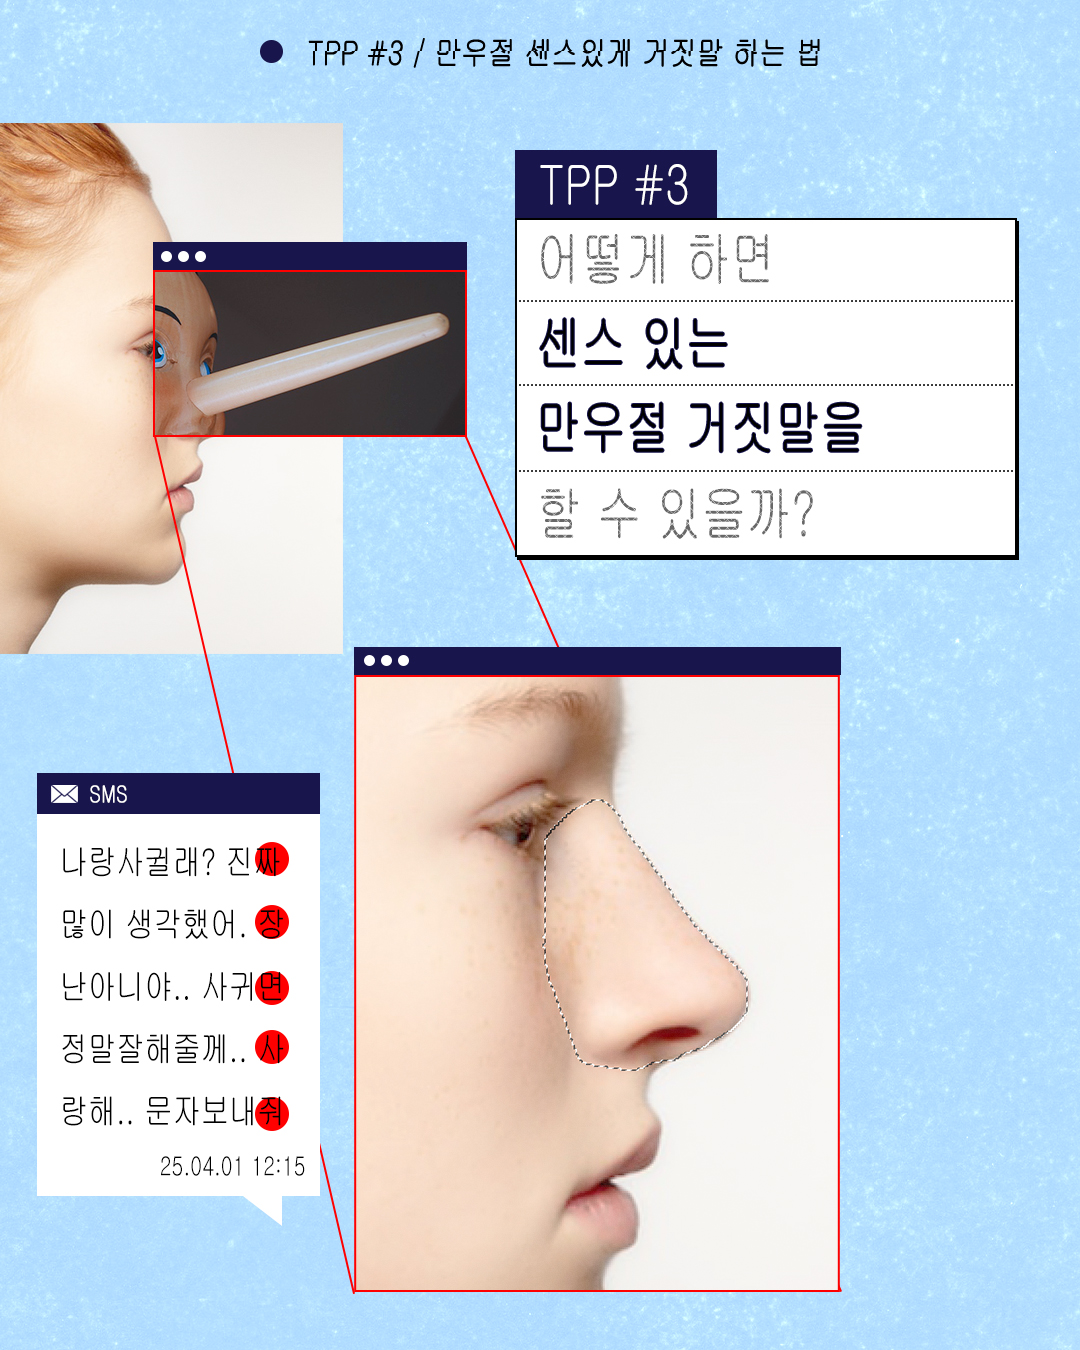 TPP #3 / 만우절 센스있게 거짓말 하는 법
TPP #3
어떻게 하면
센스 있는
만우절 거짓말을
할 수 있을까?
SMS
나랑사귈래? 진짜
많이 생각했어. 장
난아니야.. 사귀면
정말잘해줄께.. 사
랑해.. 문자보내줘
25.04.01 12:15